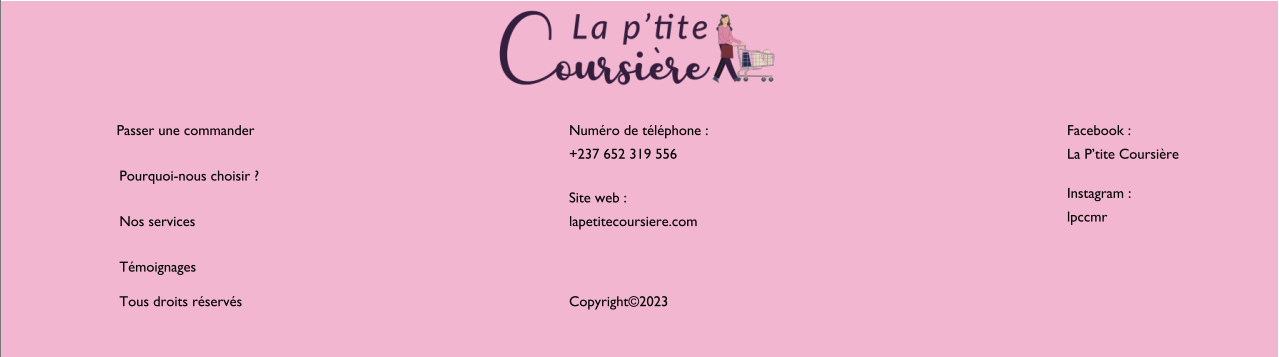 La p'tite
Coursière
Passer une commander
Pourquoi-nous choisir ?
Nos services
Témoignages
Tous droits réservés
Numéro de téléphone :
+237 652 319 556
Site web :
lapetitecoursiere.com
Copyright©2023
Facebook :
La P'tite Coursière
Instagram :
lpccmr